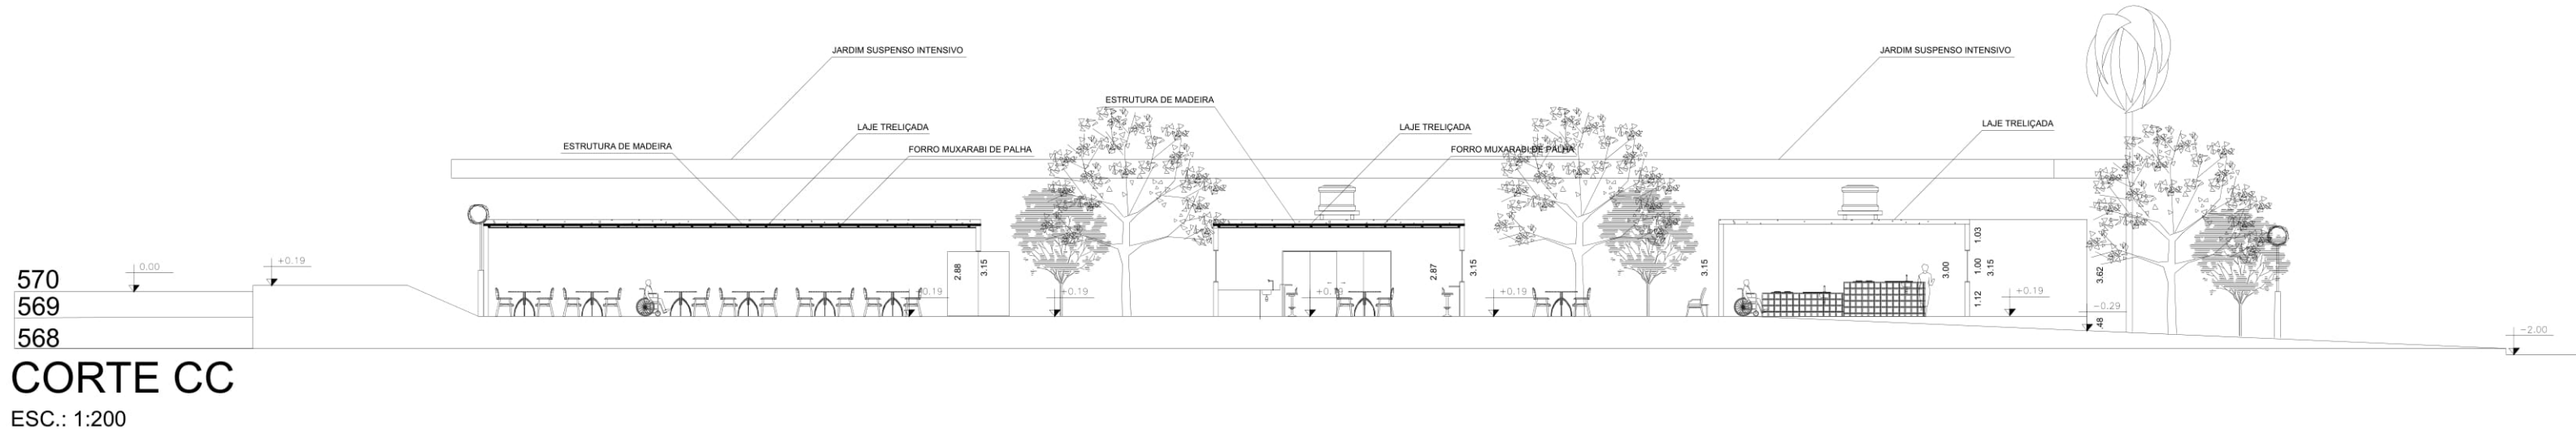 JARDIM SUSPENSO INTENSIVO
JARDIM SUSPENSO INTENSIVO
ESTRUTURA DE MADEIRA
LAJE TRELIÇADA
LAJE TRELIÇADA
LAJE TRELIÇADA
ESTRUTURA DE MADEIRA
FORRO MUXARABI DE PALHA
FORRO MUXARABI DE PALHA
1.03
570
0.00
+0.19
2.88
3.15
2.87
3.15
3.15
3.00
1.00
3.15
3.62
569
+0.19
+0.19
+0.19
+0.19
1.12
+0.19
-0.29
.48
568
-2.00
CORTE CC
ESC.: 1:200